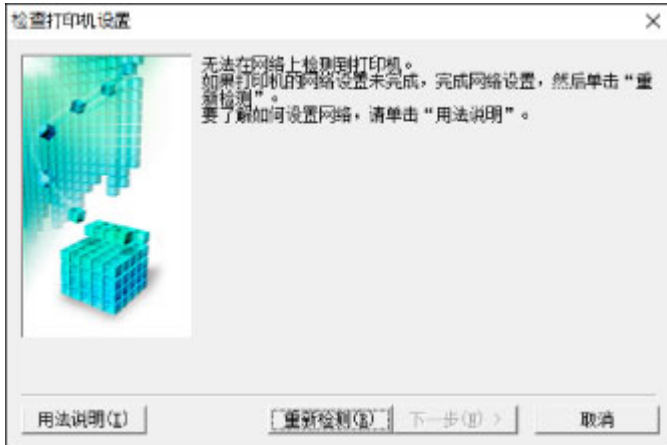 检查打印机设置
无法在网络上检测到打印机。
如果打印机的网络设置未完成，完成网络设置，然后单击“重
新检测”。
要了解如何设置网络，请单击“用法说明”。
用法说明(I)
重新检测(R)
下一步(N) >
取消